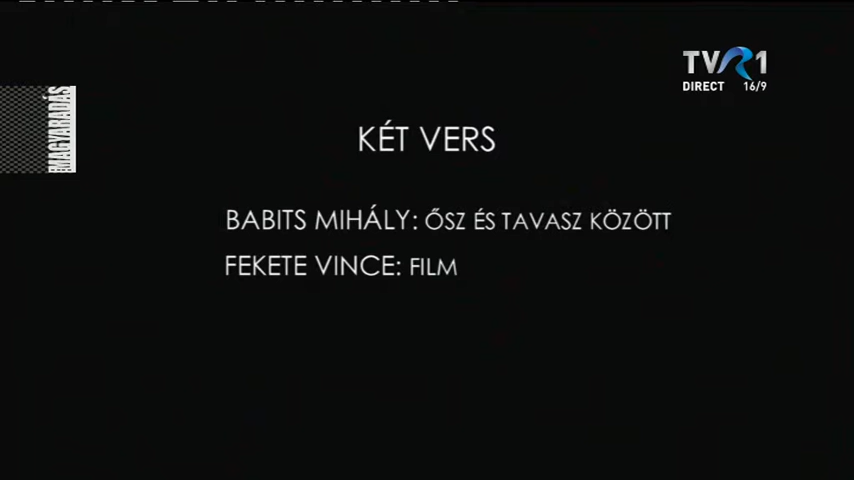 TVR1
DIRECT 16/9
MAGYARADÁS
KÉT VERS
BABITS MIHÁLY: ŐSZ ÉS TAVASZ KÖZÖTT
FEKETE VINCE: FILM